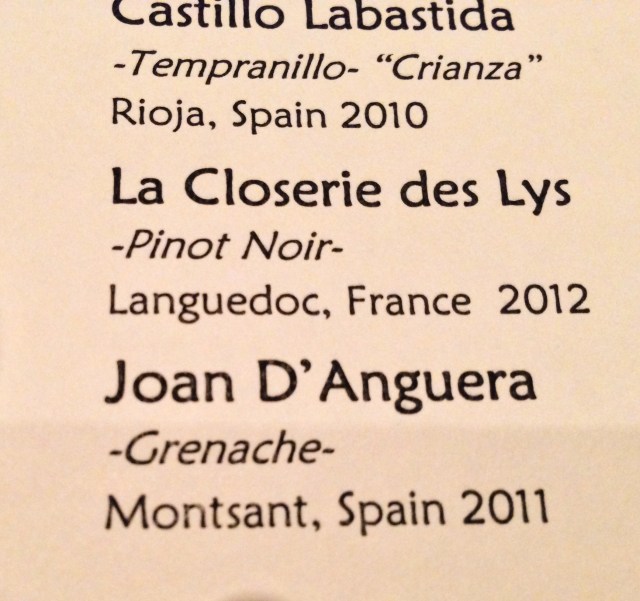 Castillo Labastida
-Tempranillo- “Crianza”
Rioja, Spain 2010
La Closerie des Lys
-Pinot Noir-
Languedoc, France 2012
Joan D’Anguera
-Grenache-
Montsant, Spain 2011